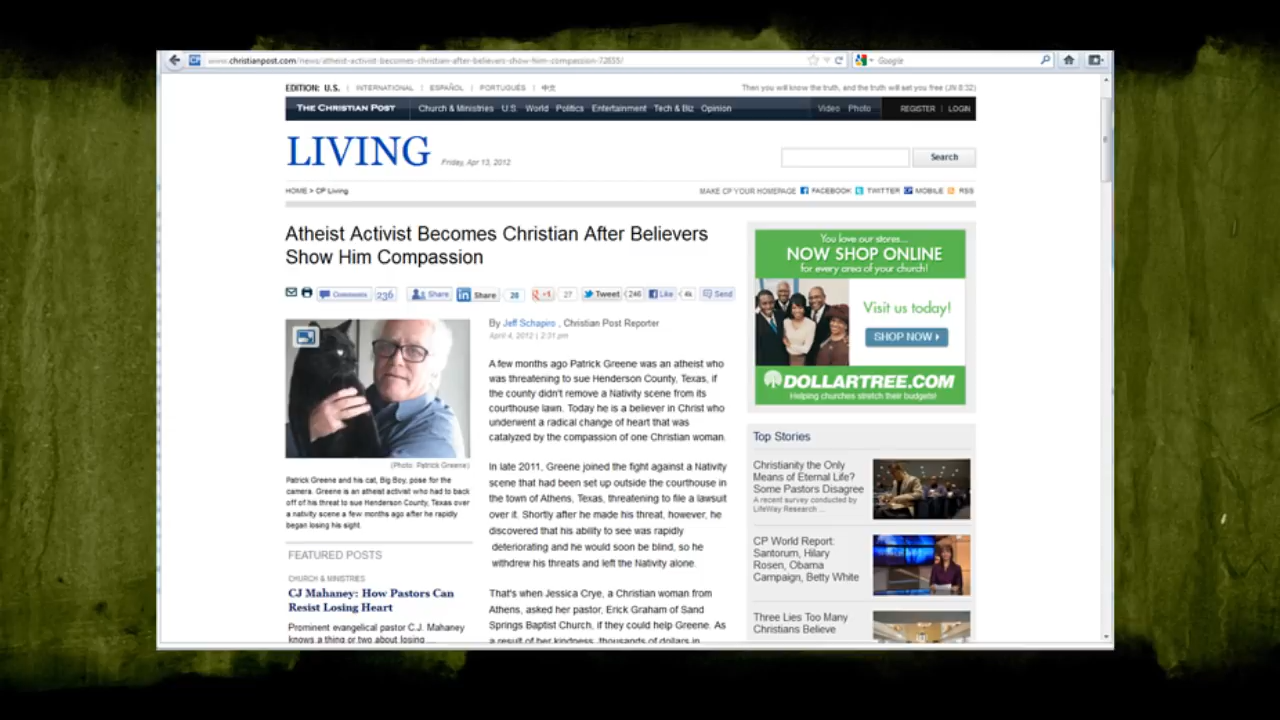 www.christianpost.com/news/atheist-activist-becomes-christian-after-believers-show-him-compassion-72655/
Google
EDITION: U.S. | INTERNATIONAL | ESPAÑOL | PORTUGUÊS | 中文
Then you will know the truth, and the truth will set you free (JN 8:32)
THE CHRISTIAN POST
Church & Ministries U.S. World Politics Entertainment Tech & Biz Opinion
Video Photo
REGISTER | LOGIN
LIVING
Friday, Apr 13, 2012
Search
HOME > CP Living
MAKE CP YOUR HOMEPAGE FACEBOOK TWITTER MOBILE RSS
Atheist Activist Becomes Christian After Believers
Show Him Compassion
Comments 236 Share Share 28 +1 27 Tweet 246 Like 4k Send
(Photo: Patrick Greene)
Patrick Greene and his cat, Big Boy, pose for the
camera. Greene is an atheist activist who had to back
off of his threat to sue Henderson County, Texas over
a nativity scene a few months ago after he rapidly
began losing his sight.
FEATURED POSTS
CHURCH & MINISTRIES
CJ Mahaney: How Pastors Can
Resist Losing Heart
Prominent evangelical pastor C.J. Mahaney
knows a thing or two about losing ...
By Jeff Schapiro , Christian Post Reporter
April 4, 2012 | 2:31 pm
A few months ago Patrick Greene was an atheist who
was threatening to sue Henderson County, Texas, if
the county didn't remove a Nativity scene from its
courthouse lawn. Today he is a believer in Christ who
underwent a radical change of heart that was
catalyzed by the compassion of one Christian woman.
In late 2011, Greene joined the fight against a Nativity
scene that had been set up outside the courthouse in
the town of Athens, Texas, threatening to file a lawsuit
over it. Shortly after he made his threat, however, he
discovered that his ability to see was rapidly
deteriorating and he would soon be blind, so he
withdrew his threats and left the Nativity alone.
That's when Jessica Crye, a Christian woman from
Athens, asked her pastor, Erick Graham of Sand
Springs Baptist Church, if they could help Greene. As
a result of her kindness, thousands of dollars in
You love our stores...
NOW SHOP ONLINE
for every area of your church!
Visit us today!
SHOP NOW
DOLLARTREE.COM
Helping churches stretch their budgets!
Top Stories
Christianity the Only
Means of Eternal Life?
Some Pastors Disagree
A recent survey conducted by
LifeWay Research ...
CP World Report:
Santorum, Hilary
Rosen, Obama
Campaign, Betty White
Three Lies Too Many
Christians Believe